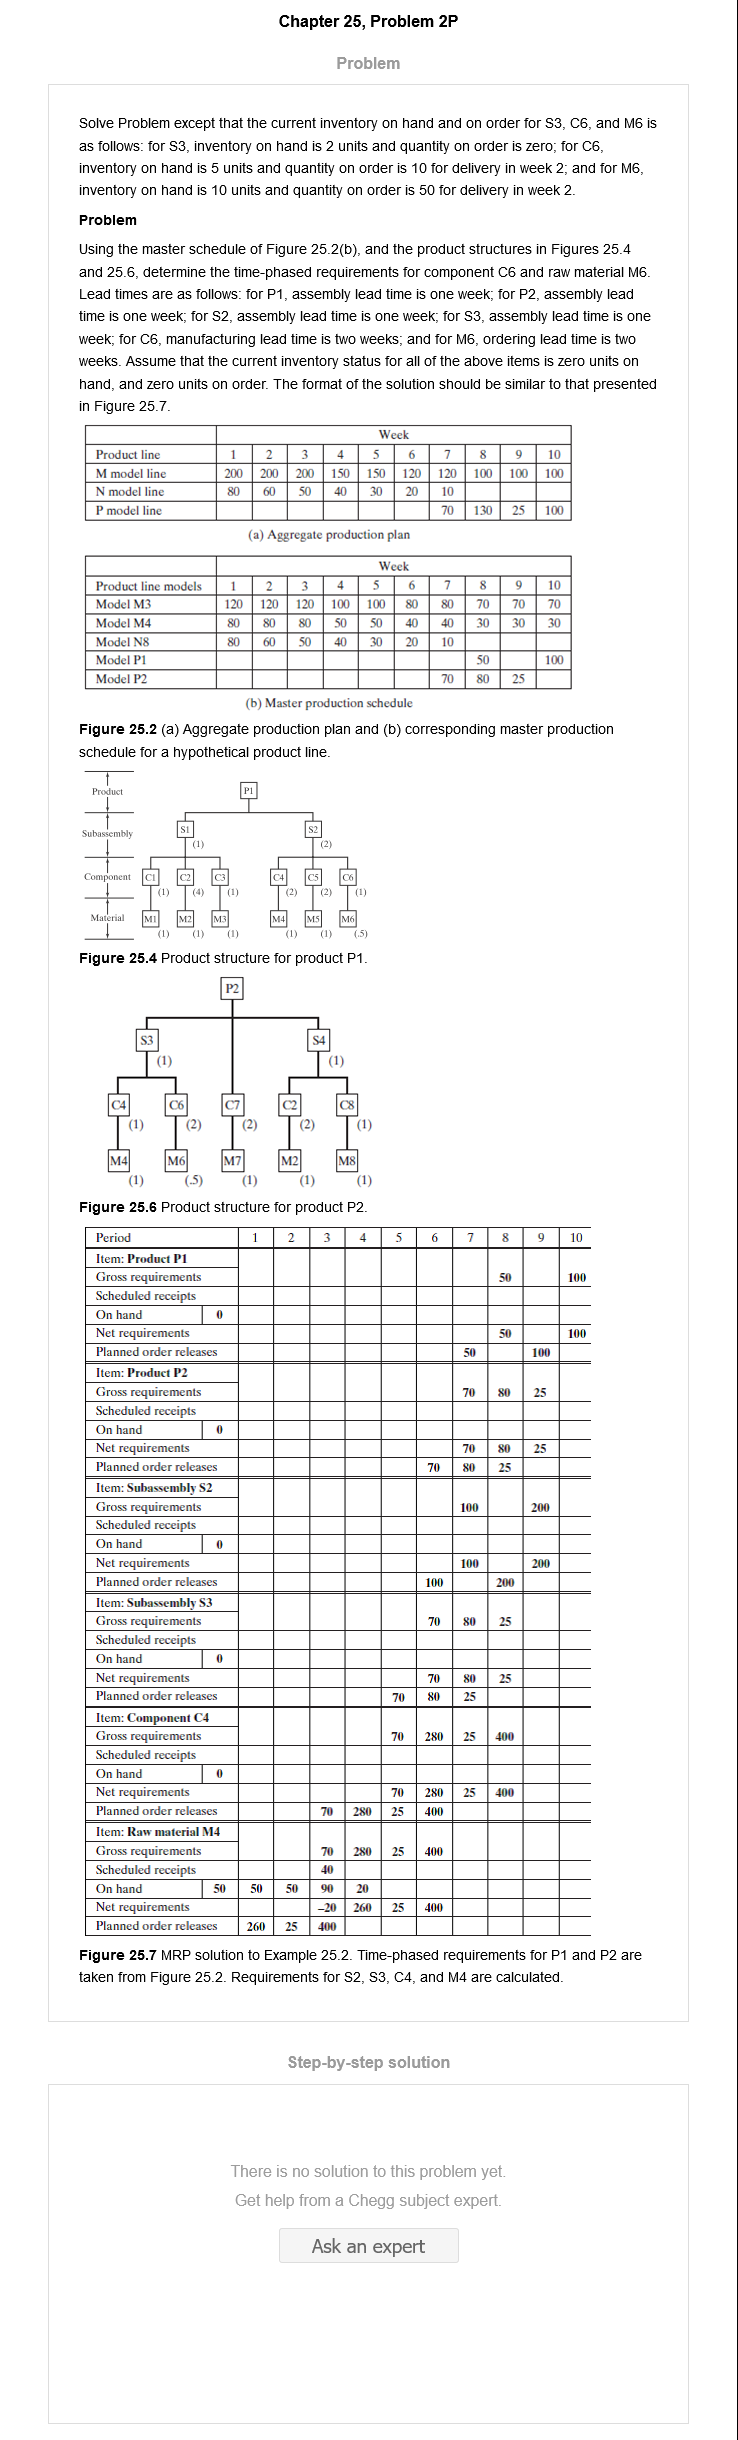 Chapter 25, Problem 2P
Problem
Solve Problem except that the current inventory on hand and on order for S3, C6, and M6 is
as follows: for S3, inventory on hand is 2 units and quantity on order is zero; for C6,
inventory on hand is 5 units and quantity on order is 10 for delivery in week 2; and for M6,
inventory on hand is 10 units and quantity on order is 50 for delivery in week 2.
Problem
Using the master schedule of Figure 25.2(b), and the product structures in Figures 25.4
and 25.6, determine the time-phased requirements for component C6 and raw material M6.
Lead times are as follows: for P1, assembly lead time is one week; for P2, assembly lead
time is one week; for S2, assembly lead time is one week; for S3, assembly lead time is one
week; for C6, manufacturing lead time is two weeks; and for M6, ordering lead time is two
weeks. Assume that the current inventory status for all of the above items is zero units on
hand, and zero units on order. The format of the solution should be similar to that presented
in Figure 25.7.
Week
Product line 1 2 3 4 5 6 7 8 9 10
M model line 200 200 200 150 150 120 120 100 100 100
N model line 80 60 50 40 30 20 10
P model line 70 130 25 100
(a) Aggregate production plan
Week
Product line models 1 2 3 4 5 6 7 8 9 10
Model M3 120 120 120 100 100 80 80 70 70 70
Model M4 80 80 80 50 50 40 40 30 30 30
Model N8 80 60 50 40 30 20 10
Model P1 50 100
Model P2 70 80 25
(b) Master production schedule
Figure 25.2 (a) Aggregate production plan and (b) corresponding master production
schedule for a hypothetical product line.
Product P1
Subassembly S1 S2
(1) (2)
Component C1 C2 C3 C4 C5 C6
(1) (4) (1) (2) (2) (1)
Material M1 M2 M3 M4 M5 M6
(1) (1) (1) (1) (1) (.5)
Figure 25.4 Product structure for product P1.
P2
S3 S4
(1) (1)
C4 C6 C7 C2 C8
(1) (2) (2) (2) (1)
M4 M6 M7 M2 M8
(1) (.5) (1) (1) (1)
Figure 25.6 Product structure for product P2.
Period 1 2 3 4 5 6 7 8 9 10
Item: Product P1
Gross requirements 50 100
Scheduled receipts
On hand 0
Net requirements 50 100
Planned order releases 50 100
Item: Product P2
Gross requirements 70 80 25
Scheduled receipts
On hand 0
Net requirements 70 80 25
Planned order releases 70 80 25
Item: Subassembly S2
Gross requirements 100 200
Scheduled receipts
On hand 0
Net requirements 100 200
Planned order releases 100 200
Item: Subassembly S3
Gross requirements 70 80 25
Scheduled receipts
On hand 0
Net requirements 70 80 25
Planned order releases 70 80 25
Item: Component C4
Gross requirements 70 280 25 400
Scheduled receipts
On hand 0
Net requirements 70 280 25 400
Planned order releases 70 280 25 400
Item: Raw material M4
Gross requirements 70 280 25 400
Scheduled receipts 40
On hand 50 50 50 90 20
Net requirements –20 260 25 400
Planned order releases 260 25 400
Figure 25.7 MRP solution to Example 25.2. Time-phased requirements for P1 and P2 are
taken from Figure 25.2. Requirements for S2, S3, C4, and M4 are calculated.
Step-by-step solution
There is no solution to this problem yet.
Get help from a Chegg subject expert.
Ask an expert